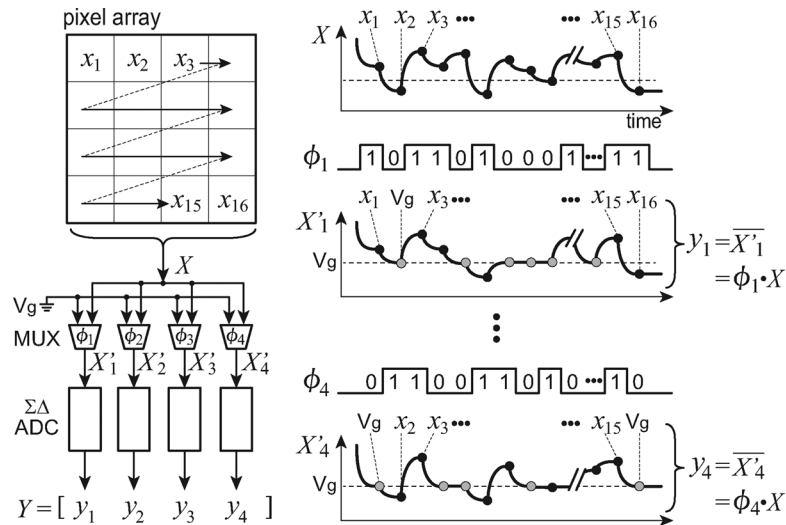 pixel array
x1 x2 x3
x15 x16
X
Vg
MUX ϕ1 ϕ2 ϕ3 ϕ4
X'1 X'2 X'3 X'4
ΣΔ
ADC
Y = [ y1 y2 y3 y4 ]
X x1 x2 x3 ••• ••• x15 x16
time
ϕ1 1 0 1 1 0 1 0 0 0 1 ••• 1 1
X'1 x1 Vg x3 ••• ••• x15 x16
Vg
y1 = X̅'̅1̅
= ϕ1•X
ϕ4 0 1 1 0 0 1 1 0 1 0 ••• 1 0
X'4 Vg x2 x3 ••• ••• x15 Vg
Vg
y4 = X̅'̅4̅
= ϕ4•X